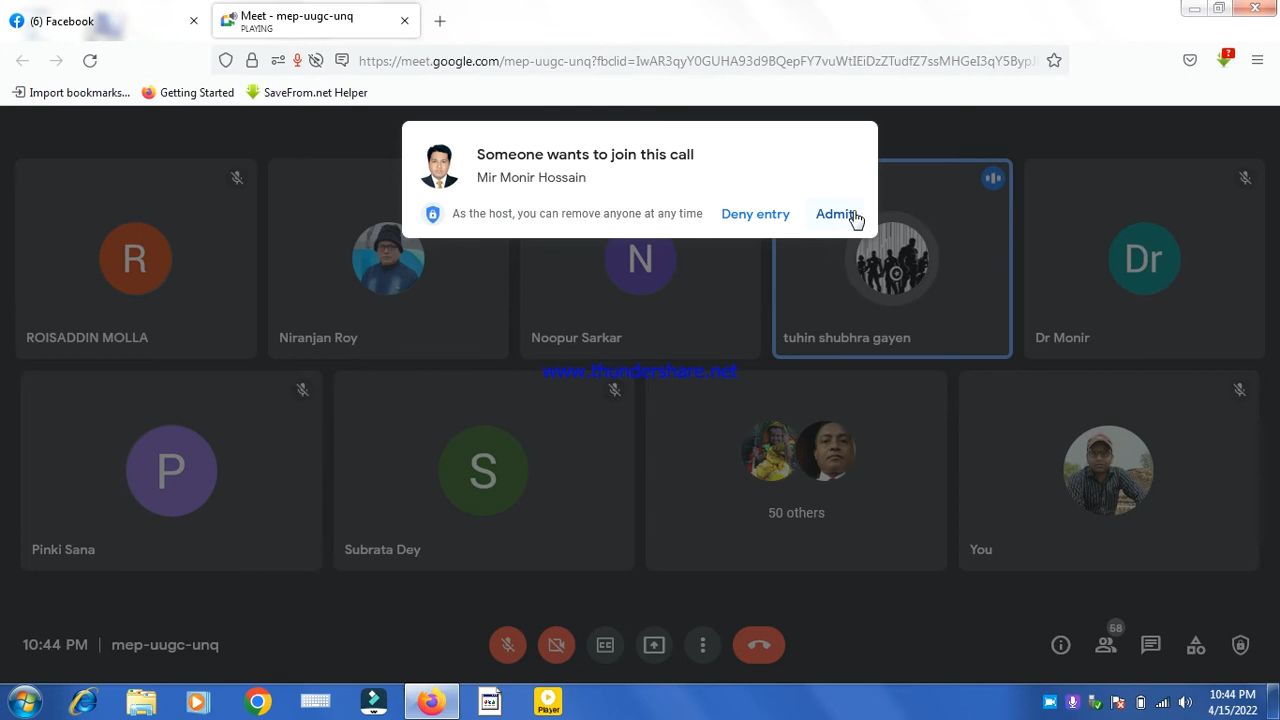 (6) Facebook
Meet - mep-uugc-unq
PLAYING
https://meet.google.com/mep-uugc-unq?fbclid=IwAR3qyY0GUHA93d9BQepFY7vuWtIEiDzZTudfZ7ssMHGeI3qY5BypJ
?
Import bookmarks...
Getting Started
SaveFrom.net Helper
Someone wants to join this call
Mir Monir Hossain
As the host, you can remove anyone at any time
Deny entry
Admit
R
N
Dr
ROISADDIN MOLLA
Niranjan Roy
Noopur Sarkar
tuhin shubhra gayen
Dr Monir
www.thundershare.net
P
S
50 others
Pinki Sana
Subrata Dey
You
10:44 PM | mep-uugc-unq
CC
58
Player
10:44 PM
4/15/2022